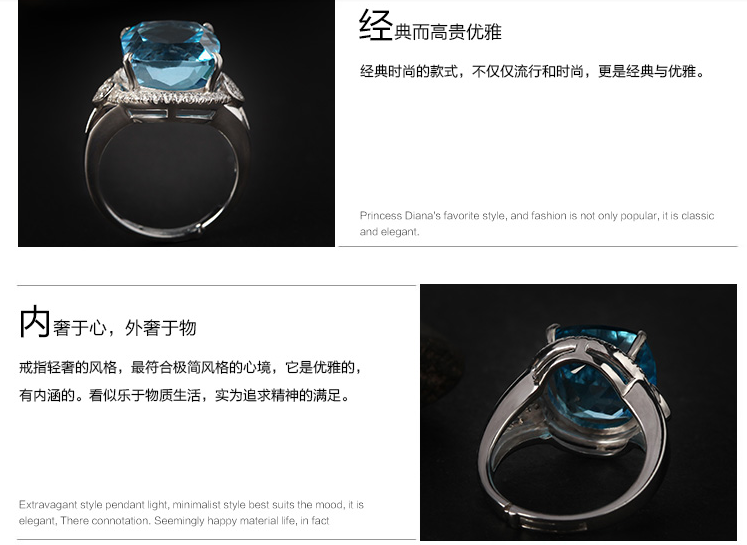 经典而高贵优雅
经典时尚的款式，不仅仅流行和时尚，更是经典与优雅。
Princess Diana's favorite style, and fashion is not only popular, it is classic
and elegant.
内奢于心，外奢于物
戒指轻奢的风格，最符合极简风格的心境，它是优雅的，
有内涵的。看似乐于物质生活，实为追求精神的满足。
Extravagant style pendant light, minimalist style best suits the mood, it is
elegant, There connotation. Seemingly happy material life, in fact